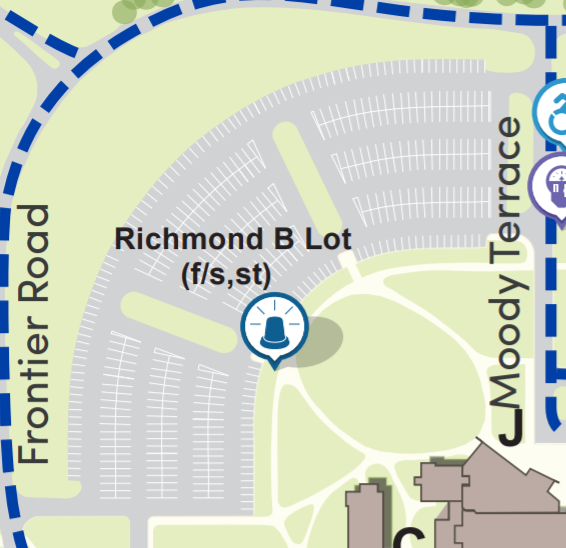 Richmond B Lot
(f/s,st)
Frontier Road
Moody Terrace
J
C